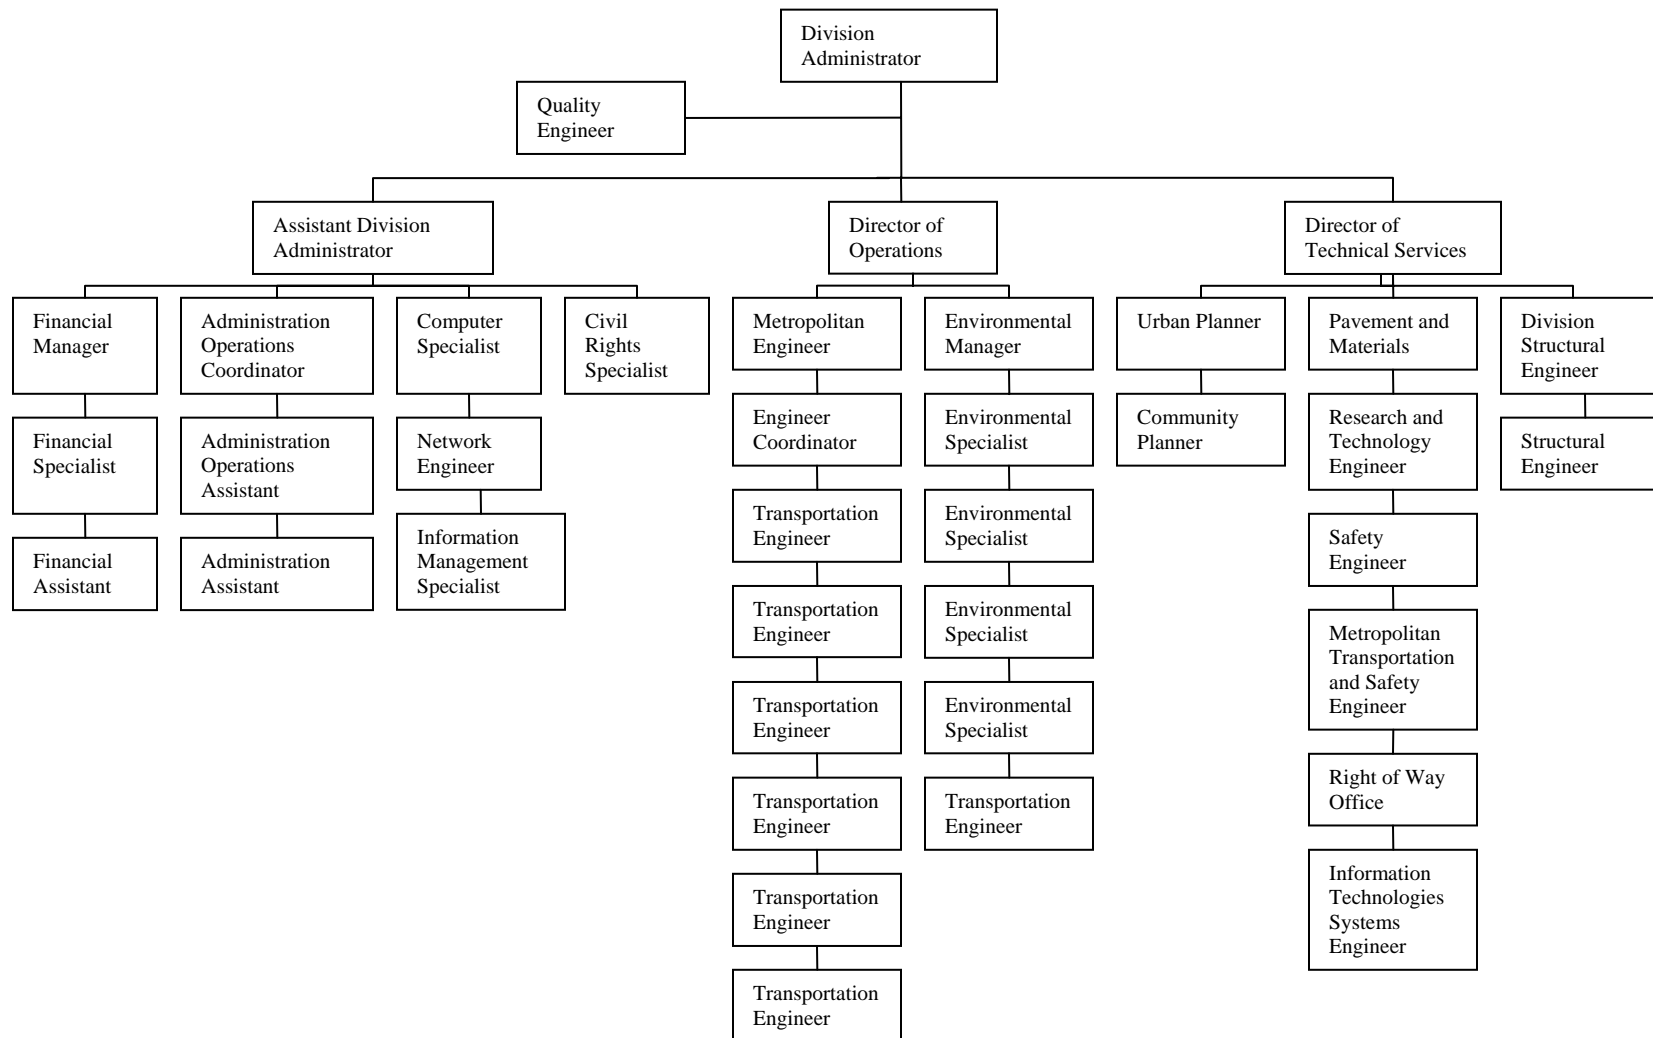 Division
Administrator
Quality
Engineer
Assistant Division
Administrator
Director of
Operations
Director of
Technical Services
Financial
Manager
Administration
Operations
Coordinator
Computer
Specialist
Civil
Rights
Specialist
Metropolitan
Engineer
Environmental
Manager
Urban Planner
Pavement and
Materials
Division
Structural
Engineer
Financial
Specialist
Administration
Operations
Assistant
Network
Engineer
Engineer
Coordinator
Environmental
Specialist
Community
Planner
Research and
Technology
Engineer
Structural
Engineer
Financial
Assistant
Administration
Assistant
Information
Management
Specialist
Transportation
Engineer
Environmental
Specialist
Safety
Engineer
Transportation
Engineer
Environmental
Specialist
Metropolitan
Transportation
and Safety
Engineer
Transportation
Engineer
Environmental
Specialist
Right of Way
Office
Transportation
Engineer
Transportation
Engineer
Information
Technologies
Systems
Engineer
Transportation
Engineer
Transportation
Engineer